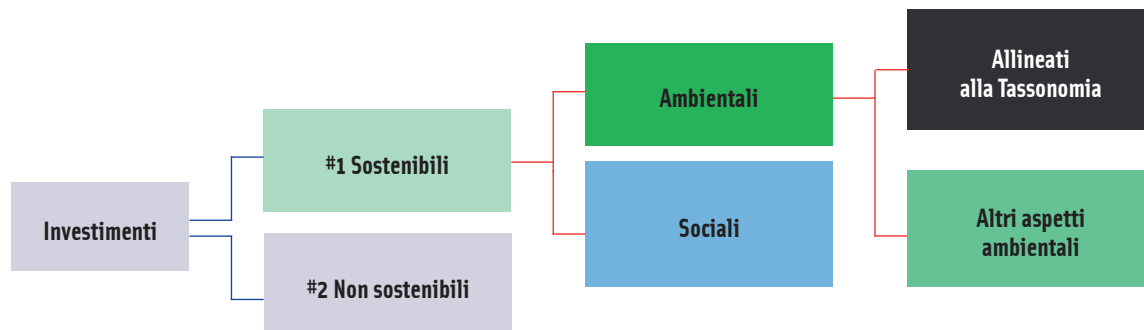 Investimenti
#1 Sostenibili
#2 Non sostenibili
Ambientali
Sociali
Allineati
alla Tassonomia
Altri aspetti
ambientali